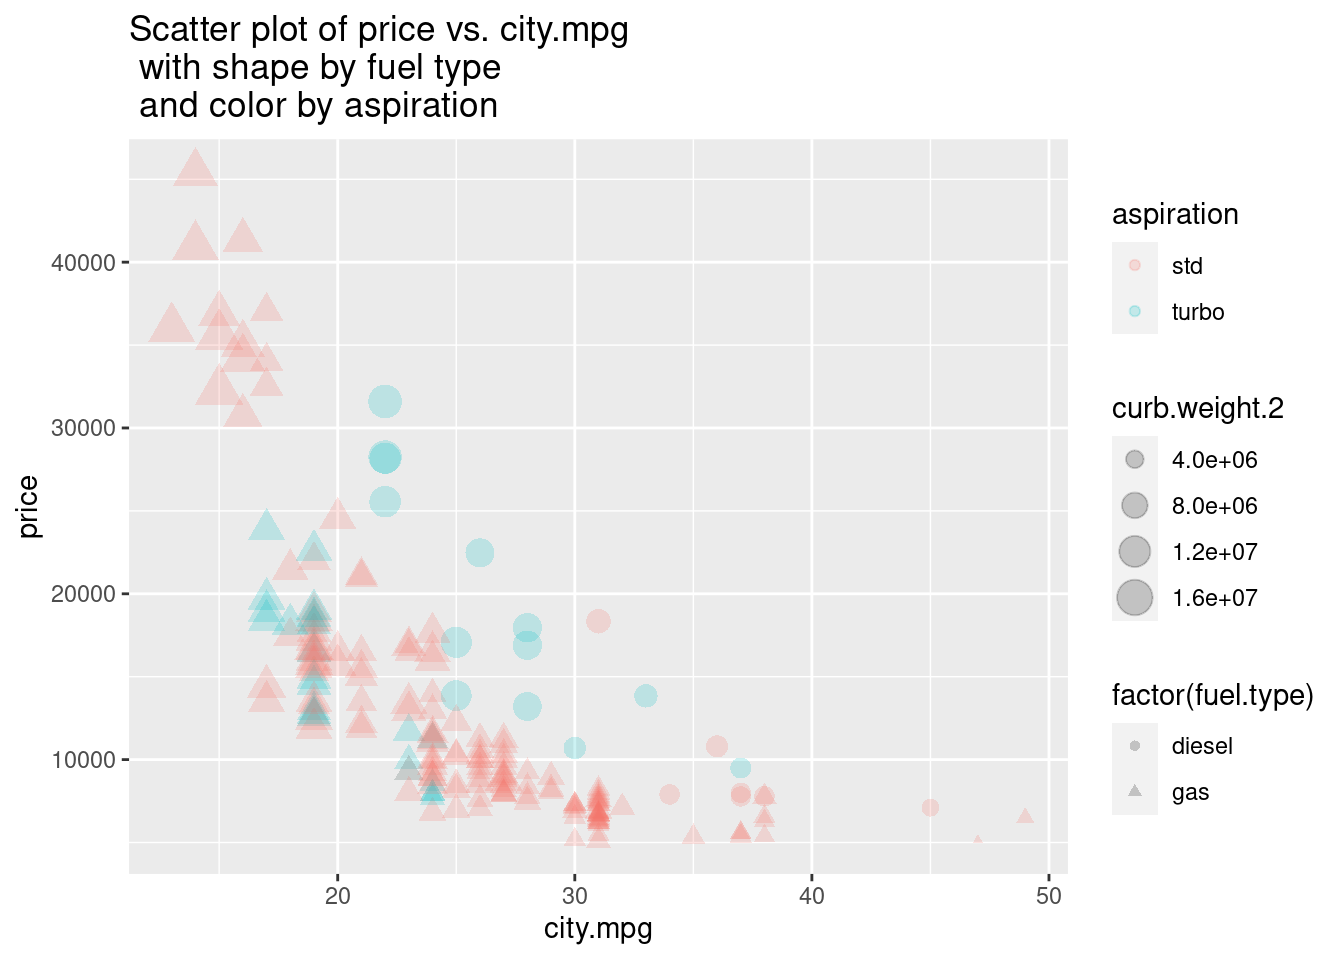 Scatter plot of price vs. city.mpg
with shape by fuel type
and color by aspiration
price
40000
30000
20000
10000
20
30
40
50
city.mpg
aspiration
std
turbo
curb.weight.2
4.0e+06
8.0e+06
1.2e+07
1.6e+07
factor(fuel.type)
diesel
gas